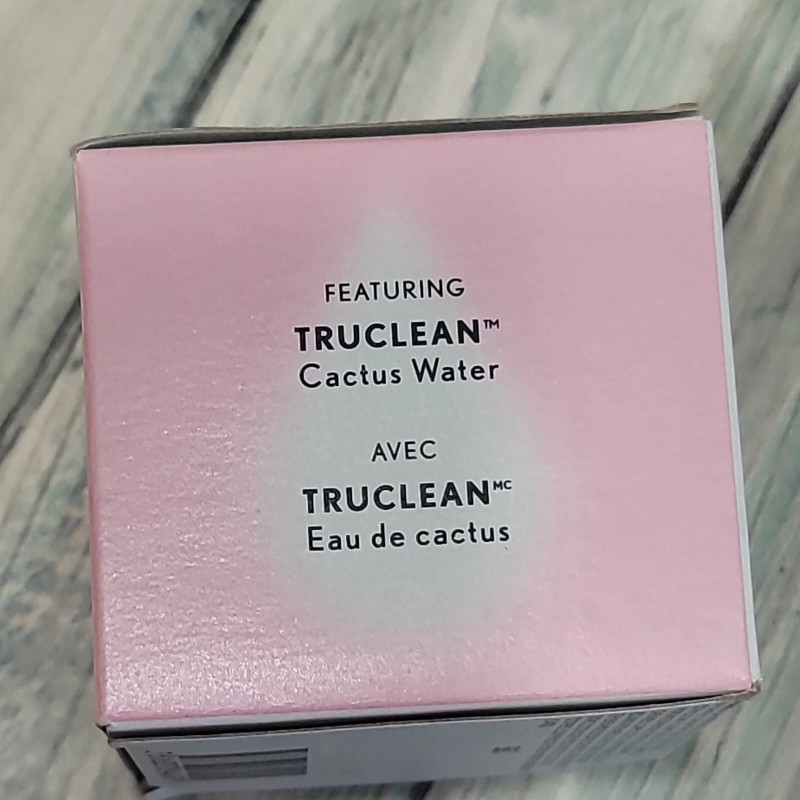 FEATURING
TRUCLEAN™
Cactus Water
AVEC
TRUCLEANᴹᶜ
Eau de cactus